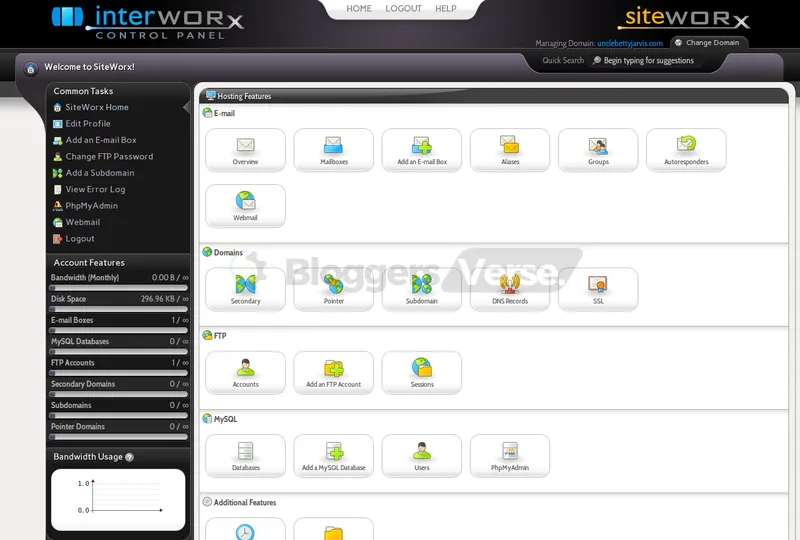 interworx
CONTROL PANEL
HOME LOGOUT HELP
siteworx
Managing Domain: unclebettyjarvis.com Change Domain
Welcome to SiteWorx!
Quick Search Begin typing for suggestions
Common Tasks
SiteWorx Home
Edit Profile
Add an E-mail Box
Change FTP Password
Add a Subdomain
View Error Log
PhpMyAdmin
Webmail
Logout
Account Features
Bandwidth (Monthly) 0.00 B / ∞
Disk Space 296.96 KB / ∞
E-mail Boxes 1 / ∞
MySQL Databases 0 / ∞
FTP Accounts 1 / ∞
Secondary Domains 0 / ∞
Subdomains 0 / ∞
Pointer Domains 0 / ∞
Bandwidth Usage ?
1.0
0.0
Hosting Features
E-mail
Overview Mailboxes Add an E-mail Box Aliases Groups Autoresponders
Webmail
Domains
Bloggers Verse.
Secondary Pointer Subdomain DNS Records SSL
FTP
Accounts Add an FTP Account Sessions
MySQL
Databases Add a MySQL Database Users PhpMyAdmin
Additional Features